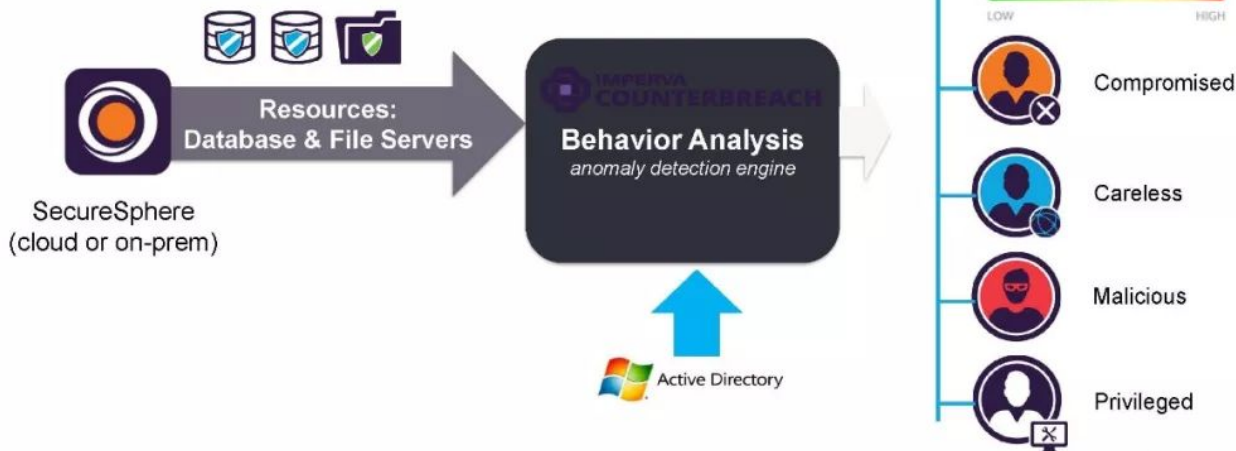 LOW HIGH
Resources:
Database & File Servers
SecureSphere
(cloud or on-prem)
IMPERVA
COUNTERBREACH
Behavior Analysis
anomaly detection engine
Active Directory
Compromised
Careless
Malicious
Privileged